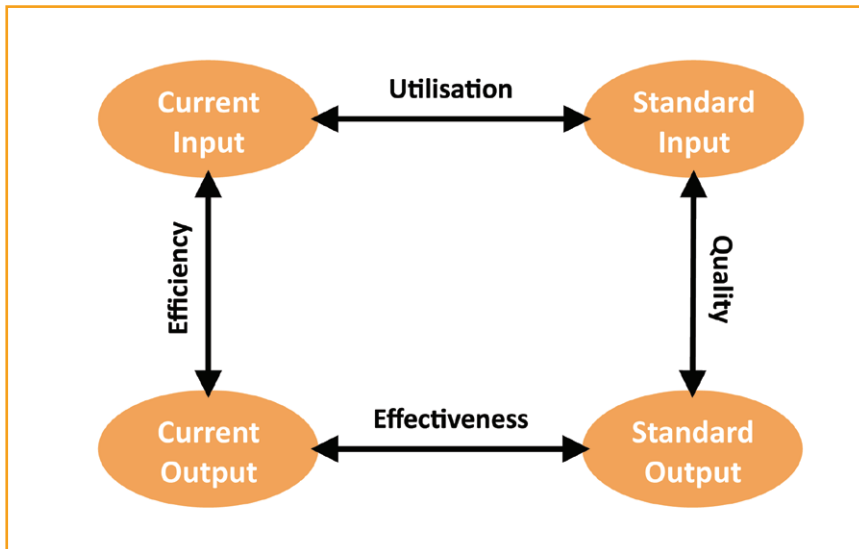 Current
Input
Utilisation
Standard
Input
Efficiency
Quality
Current
Output
Effectiveness
Standard
Output